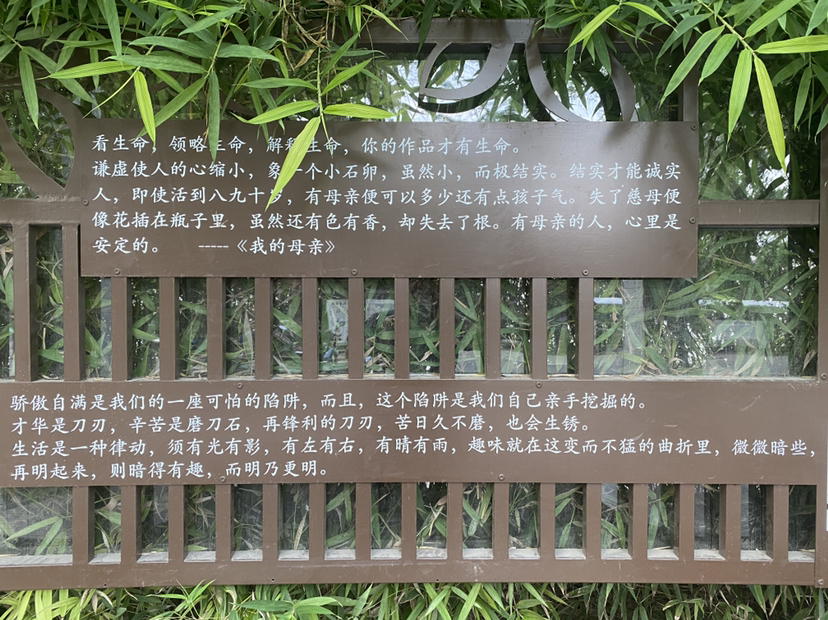 看生命，领略生命，解释生命，你的作品才有生命。
谦虚使人的心缩小，象一个小石卵，虽然小，而极结实。结实才能诚实
人，即使活到八九十岁，有母亲便可以多少还有点孩子气。失了慈母便
像花插在瓶子里，虽然还有色有香，却失去了根。有母亲的人，心里是
安定的。 -----《我的母亲》
骄傲自满是我们的一座可怕的陷阱，而且，这个陷阱是我们自己亲手挖掘的。
才华是刀刃，辛苦是磨刀石，再锋利的刀刃，苦日久不磨，也会生锈。
生活是一种律动，须有光有影，有左有右，有晴有雨，趣味就在这变而不猛的曲折里，微微暗些，
再明起来，则暗得有趣，而明乃更明。